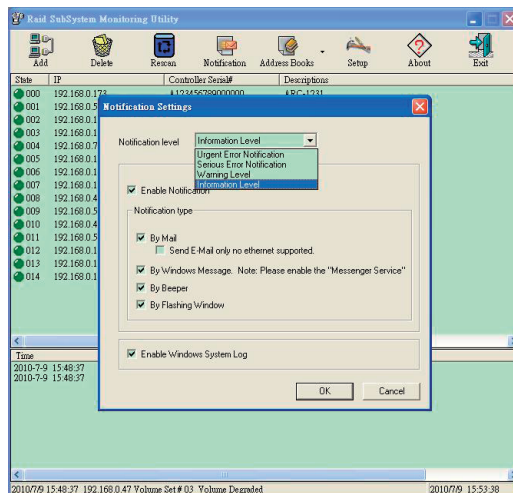 Raid SubSystem Monitoring Utility
Add Delete Rescan Notification Address Books Setup About Exit
State IP Controller Serial# Descriptions
000 192.168.0.173 A123456789000000 ARC-1231
001 192.168.0.5
002 192.168.0.1
003 192.168.0.1
004 192.168.0.7
005 192.168.0.1
006 192.168.0.1
007 192.168.0.1
008 192.168.0.4
009 192.168.0.5
010 192.168.0.4
011 192.168.0.5
012 192.168.0.1
013 192.168.0.1
014 192.168.0.1
Notification Settings
Notification level Information Level
Urgent Error Notification
Serious Error Notification
Warning Level
Information Level
Enable Notification
Notification type
By Mail
Send E-Mail only no ethernet supported.
By Windows Message. Note: Please enable the "Messenger Service"
By Beeper
By Flashing Window
Enable Windows System Log
OK Cancel
Time
2010-7-9 15:48:37
2010-7-9 15:48:37
2010/7/9 15:48:37 192.168.0.47 Volume Set # 03 Volume Degraded 2010/7/9 15:53:38